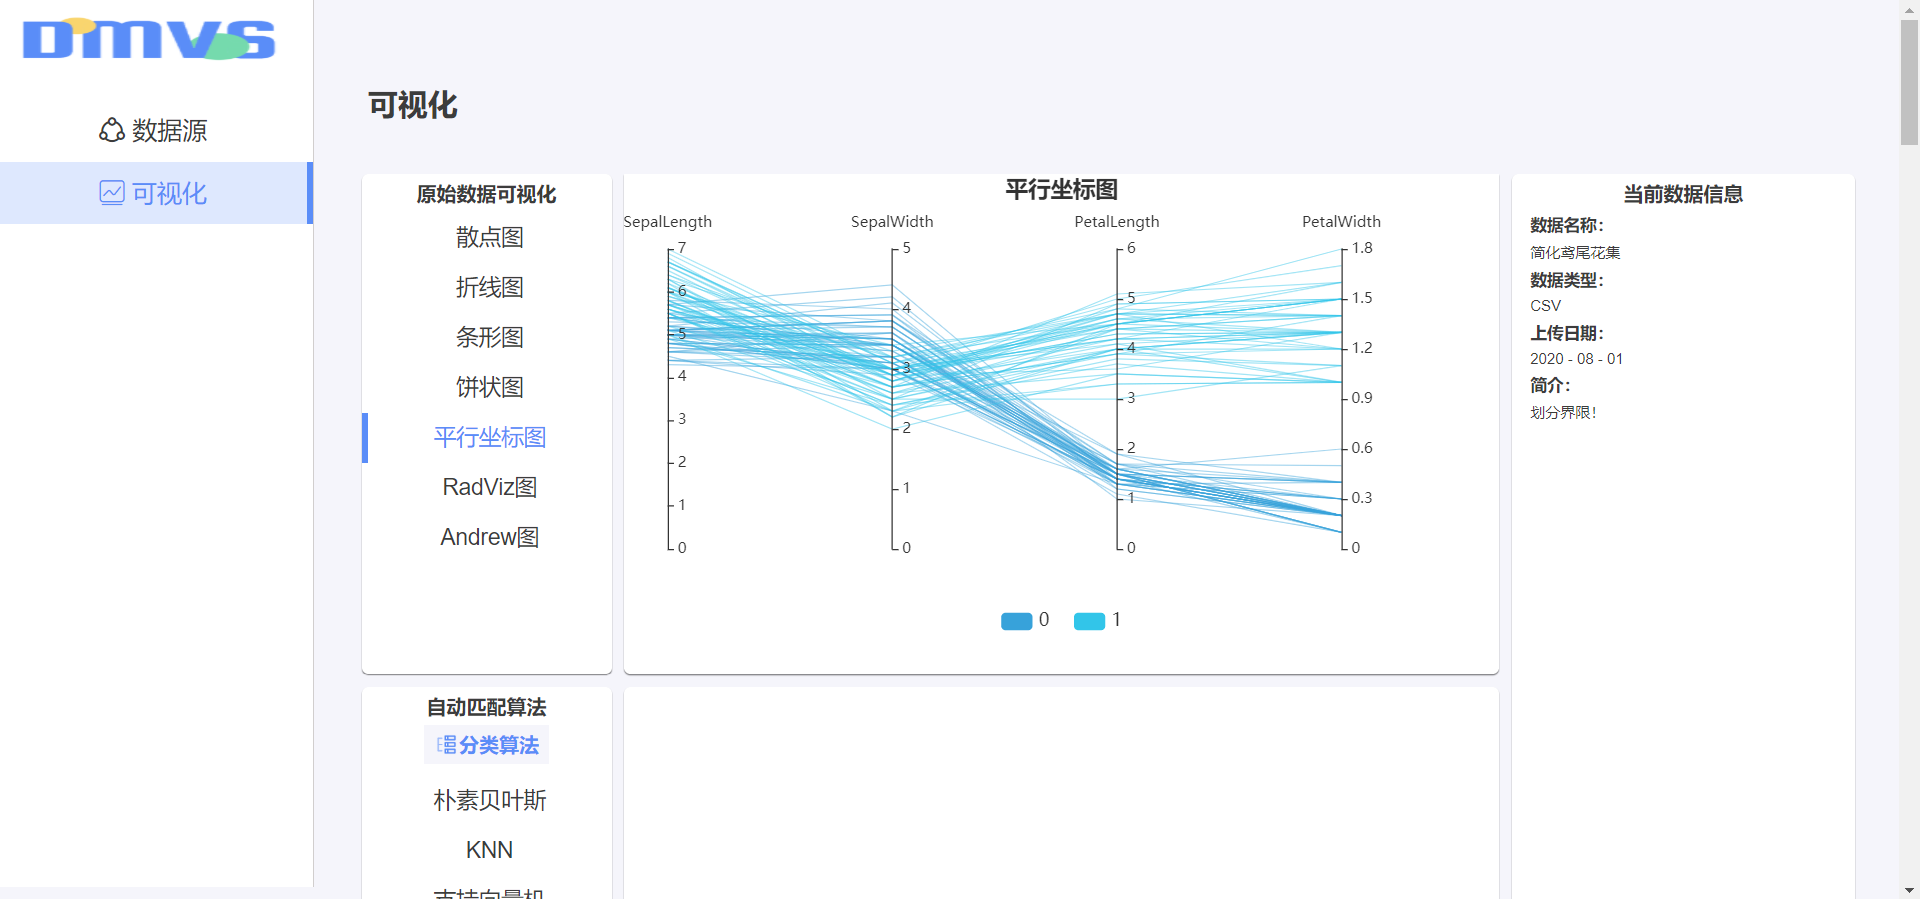 DMVS
数据源
可视化
可视化
原始数据可视化
散点图
折线图
条形图
饼状图
平行坐标图
RadViz图
Andrew图
平行坐标图
SepalLength
SepalWidth
PetalLength
PetalWidth
7
6
5
4
3
2
1
0
5
4
3
2
1
0
6
5
4
3
2
1
0
1.8
1.5
1.2
0.9
0.6
0.3
0
0
1
当前数据信息
数据名称：
简化鸢尾花集
数据类型：
CSV
上传日期：
2020 - 08 - 01
简介：
划分界限！
自动匹配算法
分类算法
朴素贝叶斯
KNN
支持向量机